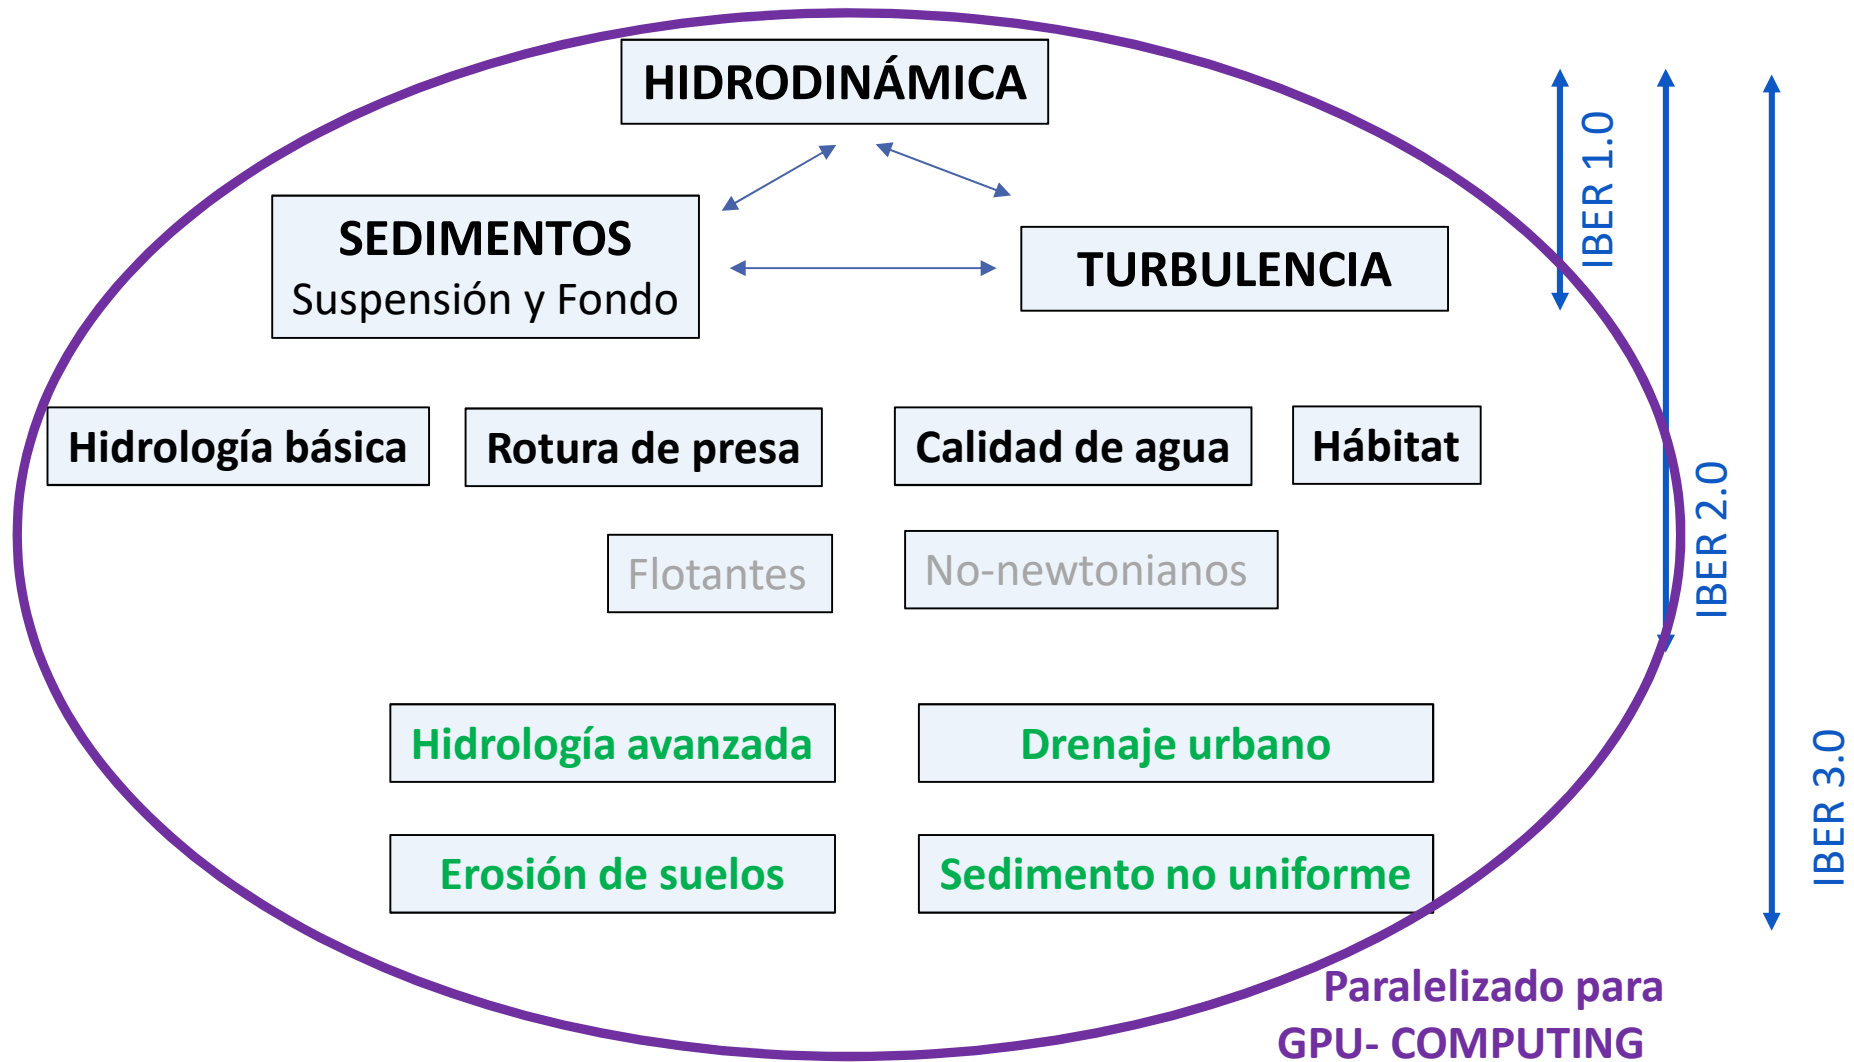 HIDRODINÁMICA
SEDIMENTOS
Suspensión y Fondo
TURBULENCIA
IBER 1.0
Hidrología básica
Rotura de presa
Calidad de agua
Hábitat
IBER 2.0
Flotantes
No-newtonianos
Hidrología avanzada
Drenaje urbano
IBER 3.0
Erosión de suelos
Sedimento no uniforme
Paralelizado para
GPU- COMPUTING